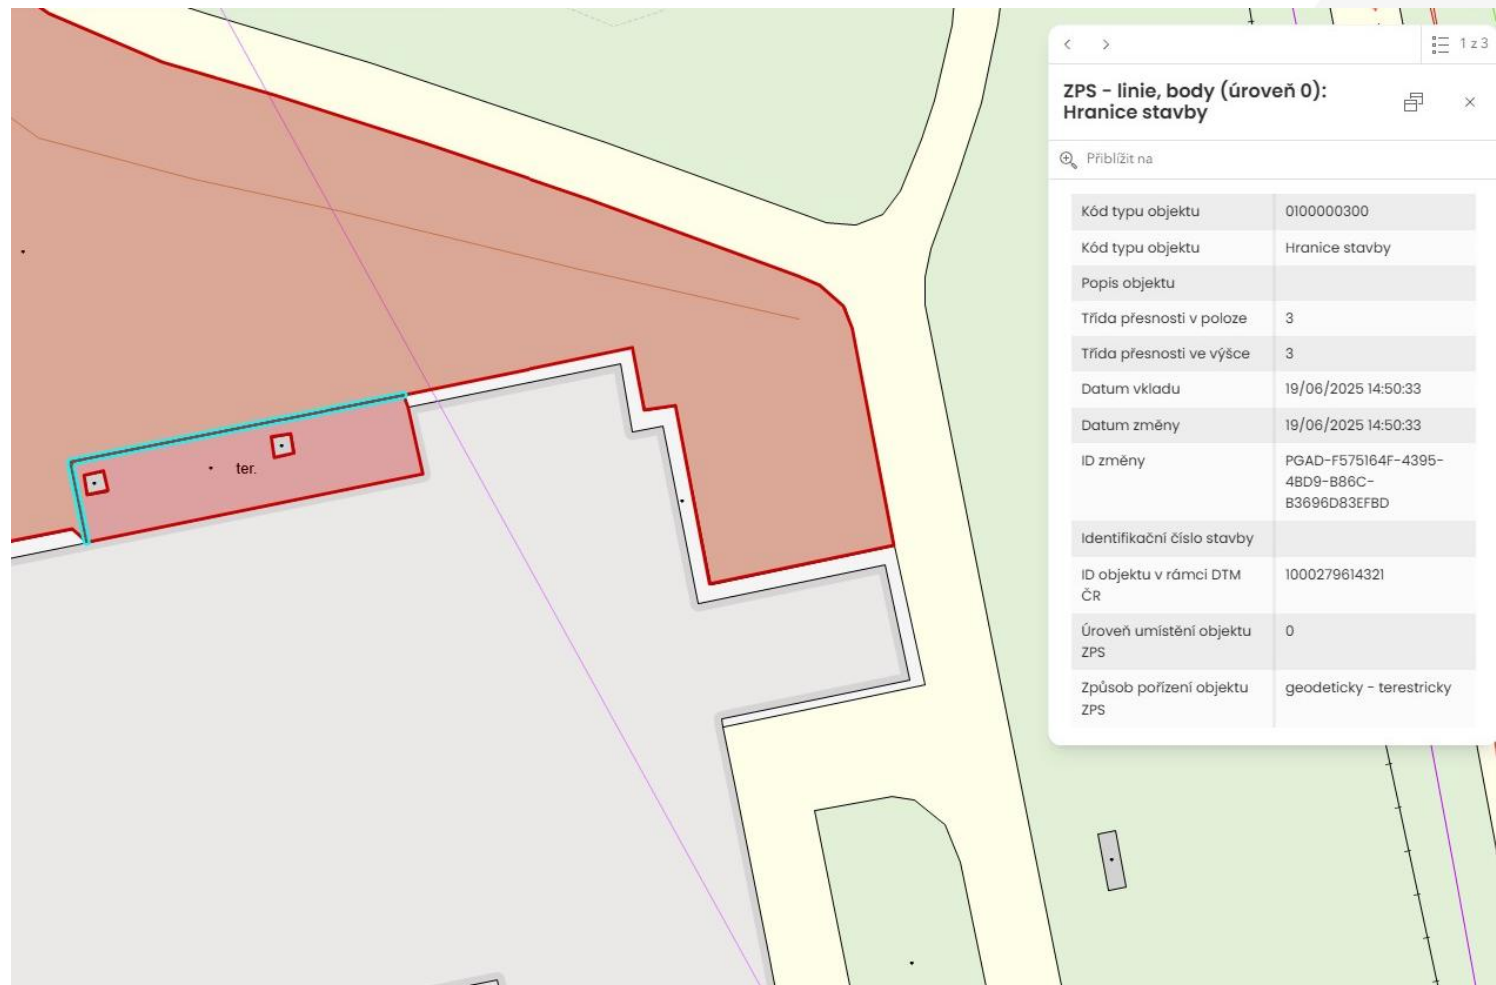 1 z 3
ZPS - linie, body (úroveň 0):
Hranice stavby
Přiblížit na
Kód typu objektu 0100000300
Kód typu objektu Hranice stavby
Popis objektu
Třída přesnosti v poloze 3
Třída přesnosti ve výšce 3
Datum vkladu 19/06/2025 14:50:33
Datum změny 19/06/2025 14:50:33
ID změny PGAD-F575164F-4395-
4BD9-B86C-
B3696D83EFBD
Identifikační číslo stavby
ID objektu v rámci DTM 1000279614321
ČR
Úroveň umístění objektu 0
ZPS
Způsob pořízení objektu geodeticky - terestricky
ZPS
ter.